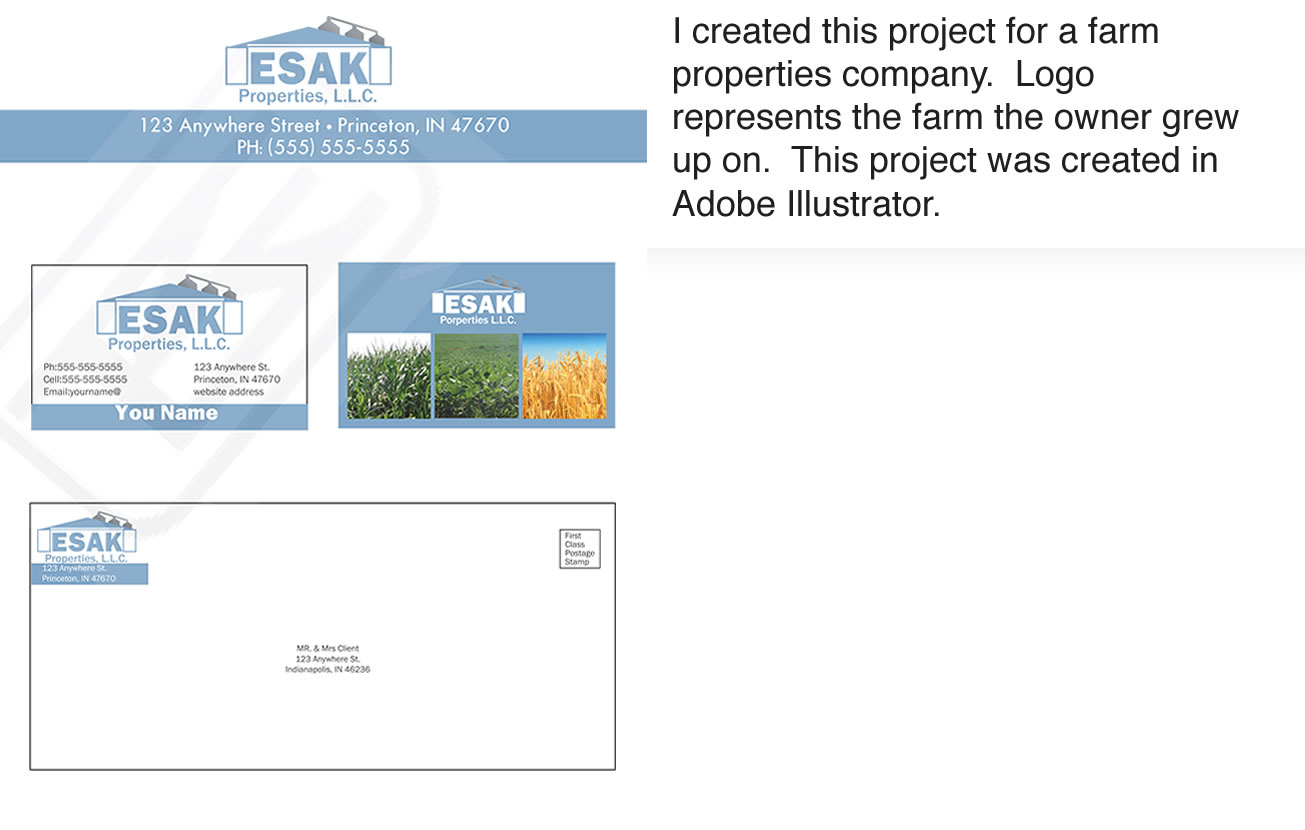 ESAK
Properties, L.L.C.
123 Anywhere Street • Princeton, IN 47670
PH: (555) 555-5555
I created this project for a farm
properties company.  Logo
represents the farm the owner grew
up on.  This project was created in
Adobe Illustrator.
ESAK
Properties, L.L.C.
Ph:555-555-5555
Cell:555-555-5555
Email:yourname@
123 Anywhere St.
Princeton, IN 47670
website address
You Name
ESAK
Porperties L.L.C.
ESAK
Properties, L.L.C.
123 Anywhere St.
Princeton, IN 47670
First
Class
Postage
Stamp
MR. & Mrs Client
123 Anywhere St.
Indianapolis, IN 46236